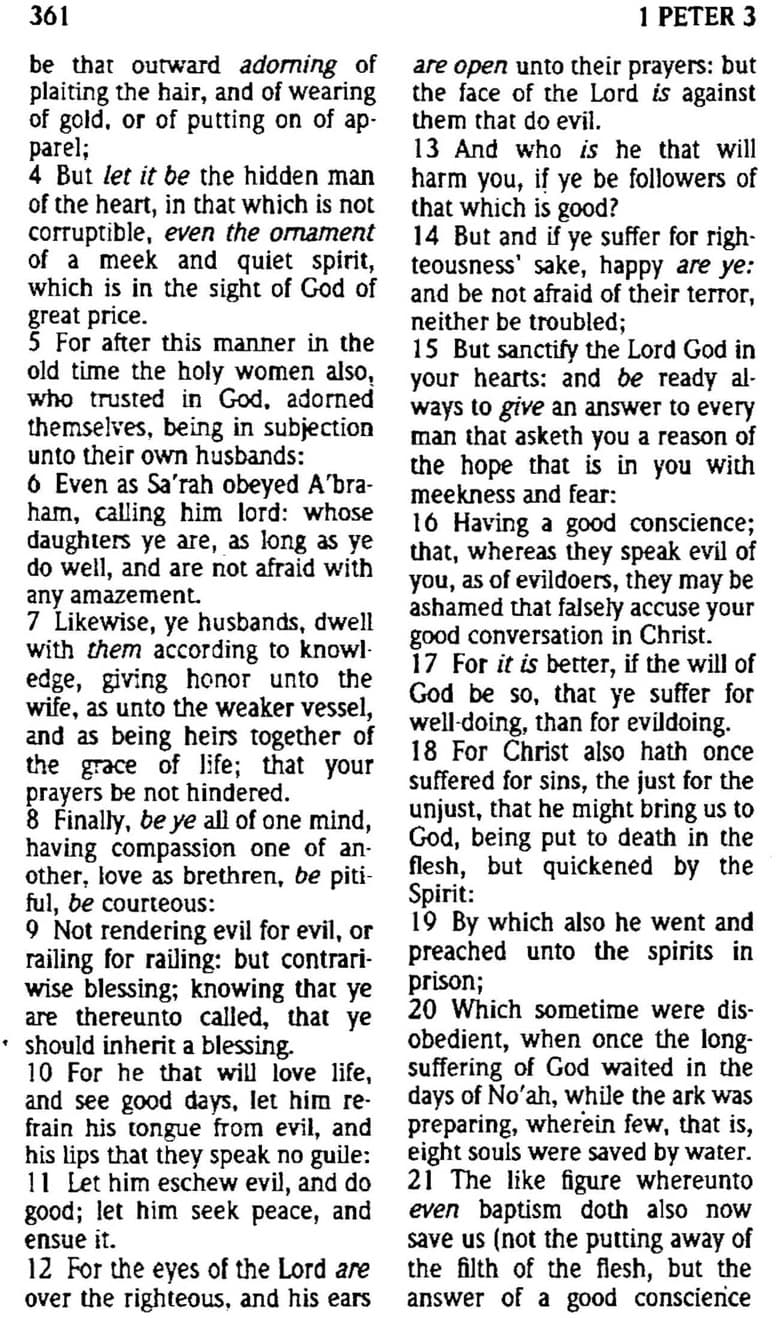 361
1 PETER 3
be that outward adorning of
plaiting the hair, and of wearing
of gold, or of putting on of ap-
parel;
4 But let it be the hidden man
of the heart, in that which is not
corruptible, even the ornament
of a meek and quiet spirit,
which is in the sight of God of
great price.
5 For after this manner in the
old time the holy women also,
who trusted in God, adorned
themselves, being in subjection
unto their own husbands:
6 Even as Sa'rah obeyed A'bra-
ham, calling him lord: whose
daughters ye are, as long as ye
do well, and are not afraid with
any amazement.
7 Likewise, ye husbands, dwell
with them according to knowl-
edge, giving honor unto the
wife, as unto the weaker vessel,
and as being heirs together of
the grace of life; that your
prayers be not hindered.
8 Finally, be ye all of one mind,
having compassion one of an-
other, love as brethren, be piti-
ful, be courteous:
9 Not rendering evil for evil, or
railing for railing: but contrari-
wise blessing; knowing that ye
are thereunto called, that ye
should inherit a blessing.
10 For he that will love life,
and see good days, let him re-
frain his tongue from evil, and
his lips that they speak no guile:
11 Let him eschew evil, and do
good; let him seek peace, and
ensue it.
12 For the eyes of the Lord are
over the righteous, and his ears
are open unto their prayers: but
the face of the Lord is against
them that do evil.
13 And who is he that will
harm you, if ye be followers of
that which is good?
14 But and if ye suffer for righ-
teousness' sake, happy are ye:
and be not afraid of their terror,
neither be troubled;
15 But sanctify the Lord God in
your hearts: and be ready al-
ways to give an answer to every
man that asketh you a reason of
the hope that is in you with
meekness and fear:
16 Having a good conscience;
that, whereas they speak evil of
you, as of evildoers, they may be
ashamed that falsely accuse your
good conversation in Christ.
17 For it is better, if the will of
God be so, that ye suffer for
well-doing, than for evildoing.
18 For Christ also hath once
suffered for sins, the just for the
unjust, that he might bring us to
God, being put to death in the
flesh, but quickened by the
Spirit:
19 By which also he went and
preached unto the spirits in
prison;
20 Which sometime were dis-
obedient, when once the long-
suffering of God waited in the
days of No'ah, while the ark was
preparing, wherein few, that is,
eight souls were saved by water.
21 The like figure whereunto
even baptism doth also now
save us (not the putting away of
the filth of the flesh, but the
answer of a good conscience